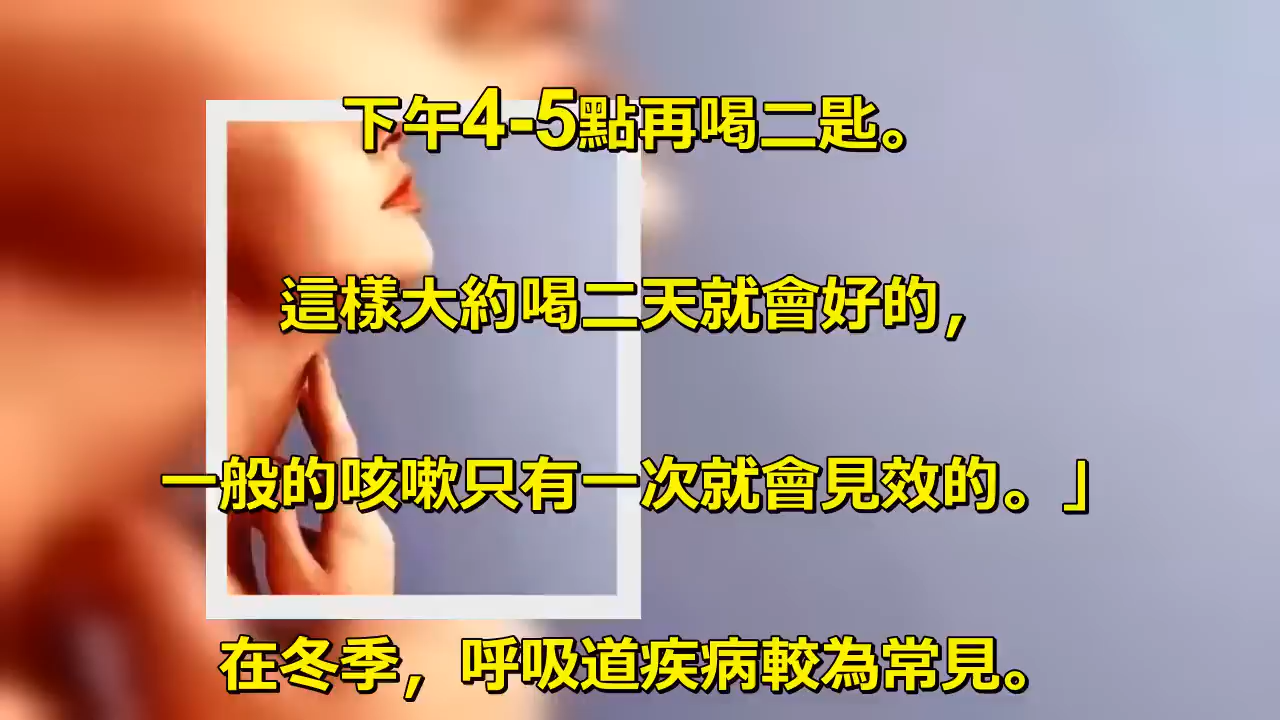 下午4-5點再喝二匙。
這樣大約喝二天就會好的，
一般的咳嗽只有一次就會見效的。」
在冬季，呼吸道疾病較為常見。